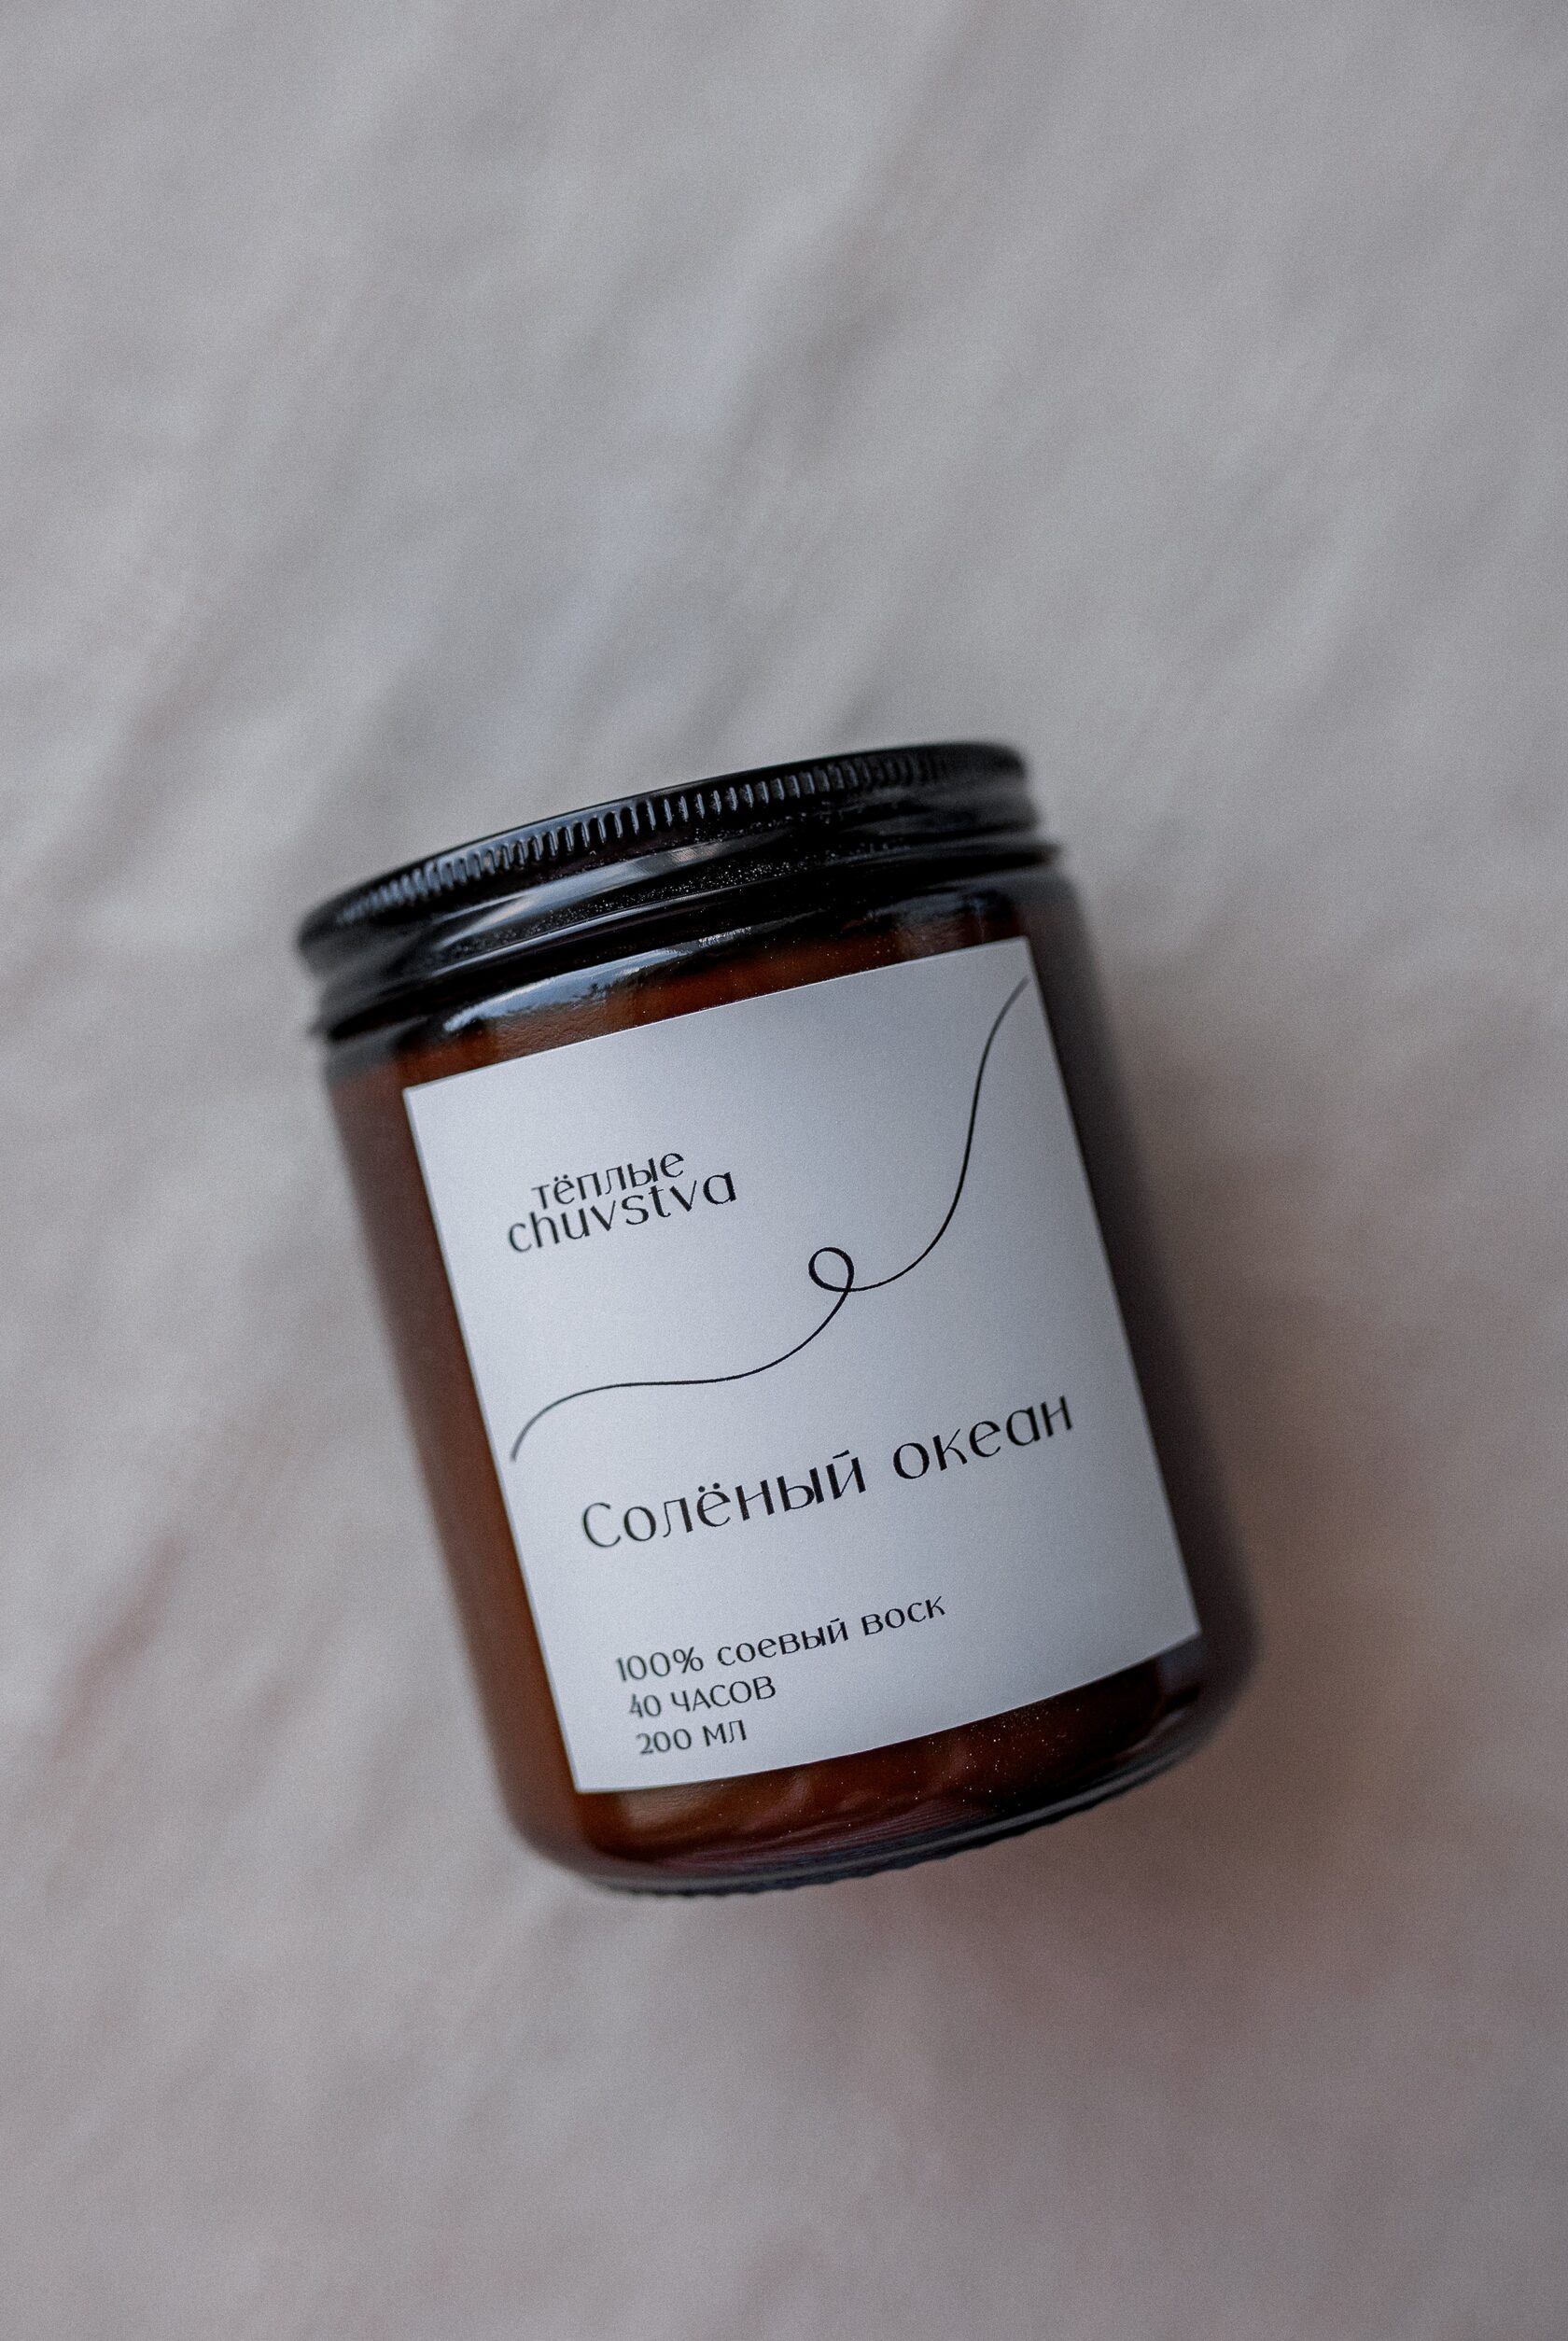 тёплые
chuvstva
Солёный океан
100% соевый воск
40 ЧАСОВ
200 МЛ